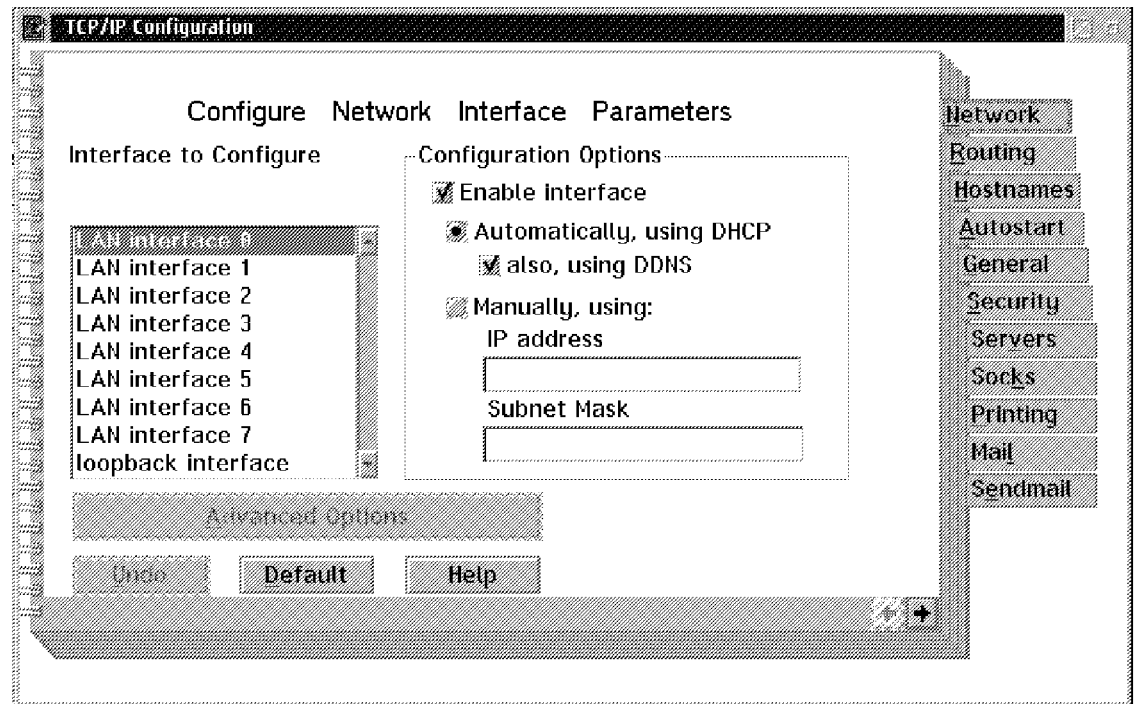 TCP/IP Configuration
Configure Network Interface Parameters
Interface to Configure
LAN interface 0
LAN interface 1
LAN interface 2
LAN interface 3
LAN interface 4
LAN interface 5
LAN interface 6
LAN interface 7
loopback interface
Configuration Options
Enable interface
Automatically, using DHCP
also, using DDNS
Manually, using:
IP address
Subnet Mask
Advanced Options
Undo
Default
Help
Network
Routing
Hostnames
Autostart
General
Security
Servers
Socks
Printing
Mail
Sendmail